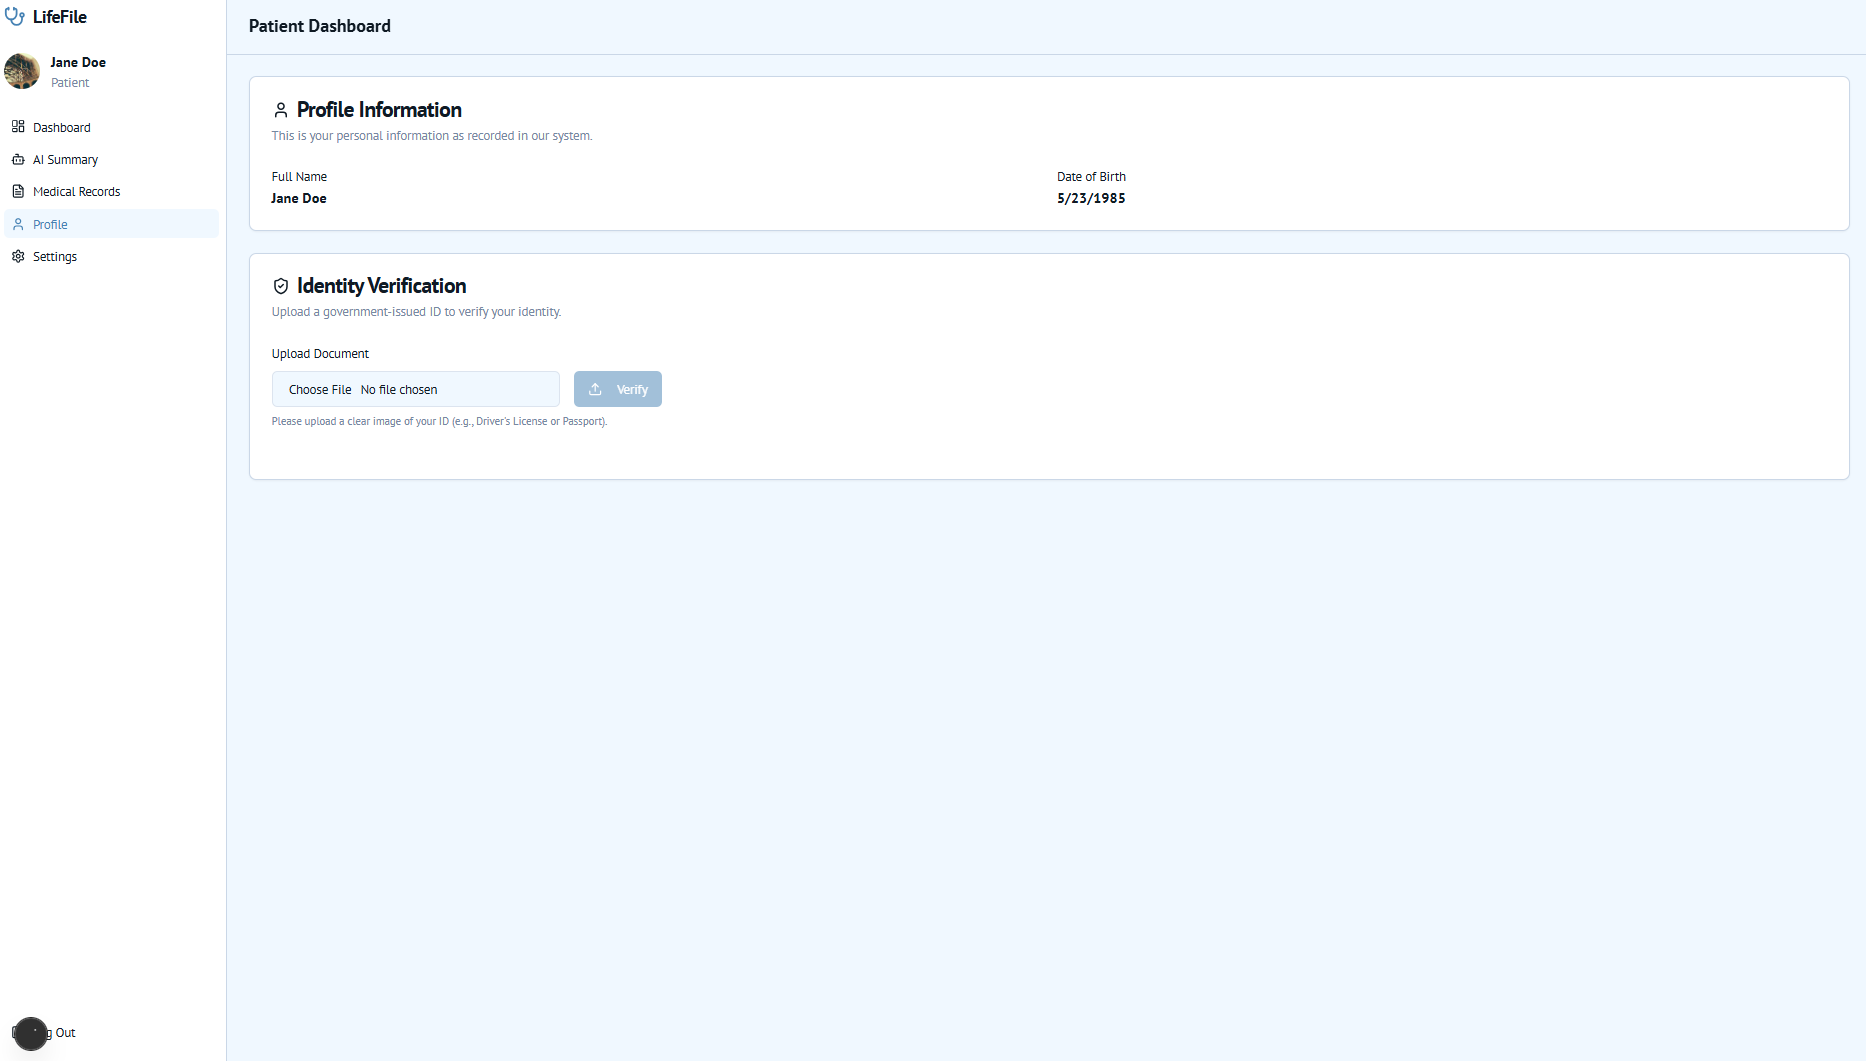 LifeFile
Jane Doe
Patient
Dashboard
AI Summary
Medical Records
Profile
Settings
Out
Patient Dashboard
Profile Information
This is your personal information as recorded in our system.
Full Name
Jane Doe
Date of Birth
5/23/1985
Identity Verification
Upload a government-issued ID to verify your identity.
Upload Document
Choose File No file chosen
Verify
Please upload a clear image of your ID (e.g., Driver's License or Passport).